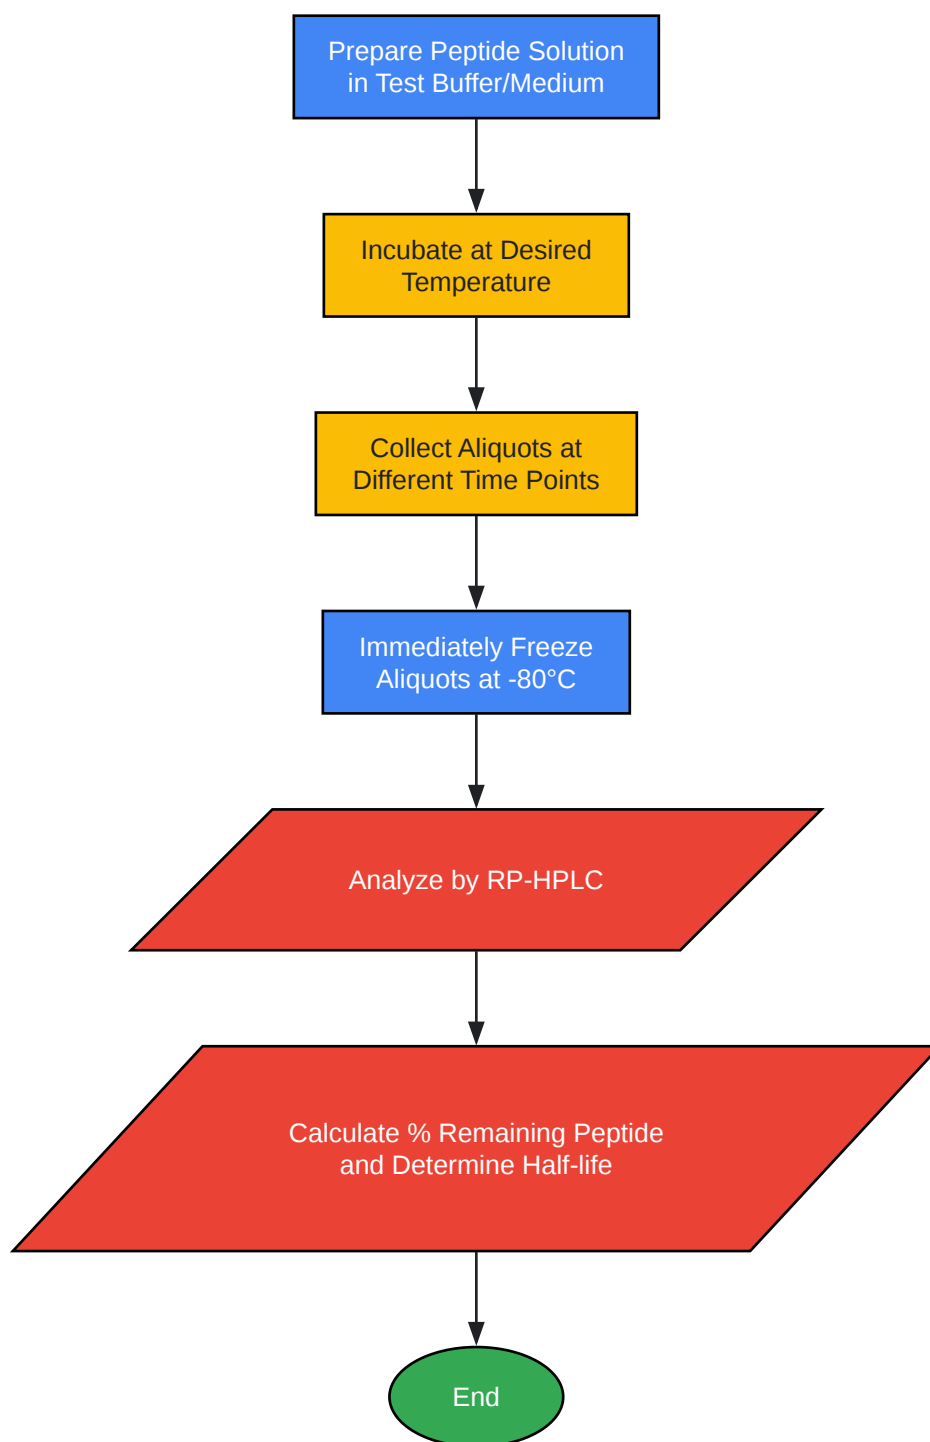 Prepare Peptide Solution
in Test Buffer/Medium
Incubate at Desired
Temperature
Collect Aliquots at
Different Time Points
Immediately Freeze
Aliquots at -80°C
Analyze by RP-HPLC
Calculate % Remaining Peptide
and Determine Half-life
End